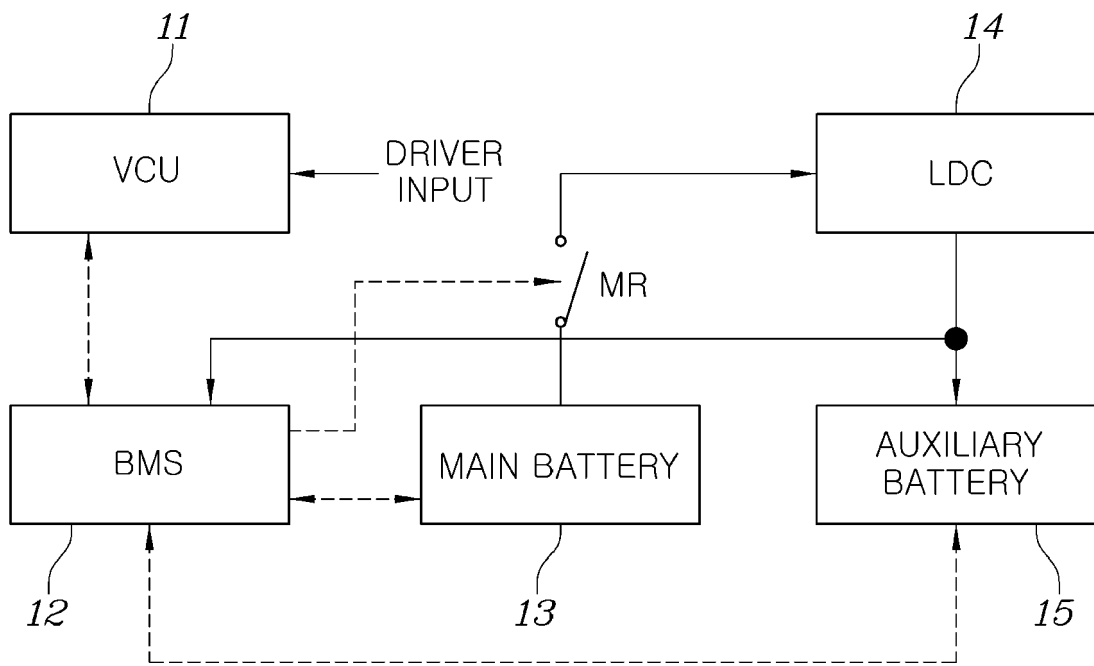 11
14
VCU
DRIVER
INPUT
LDC
MR
BMS
MAIN BATTERY
AUXILIARY
BATTERY
12
13
15